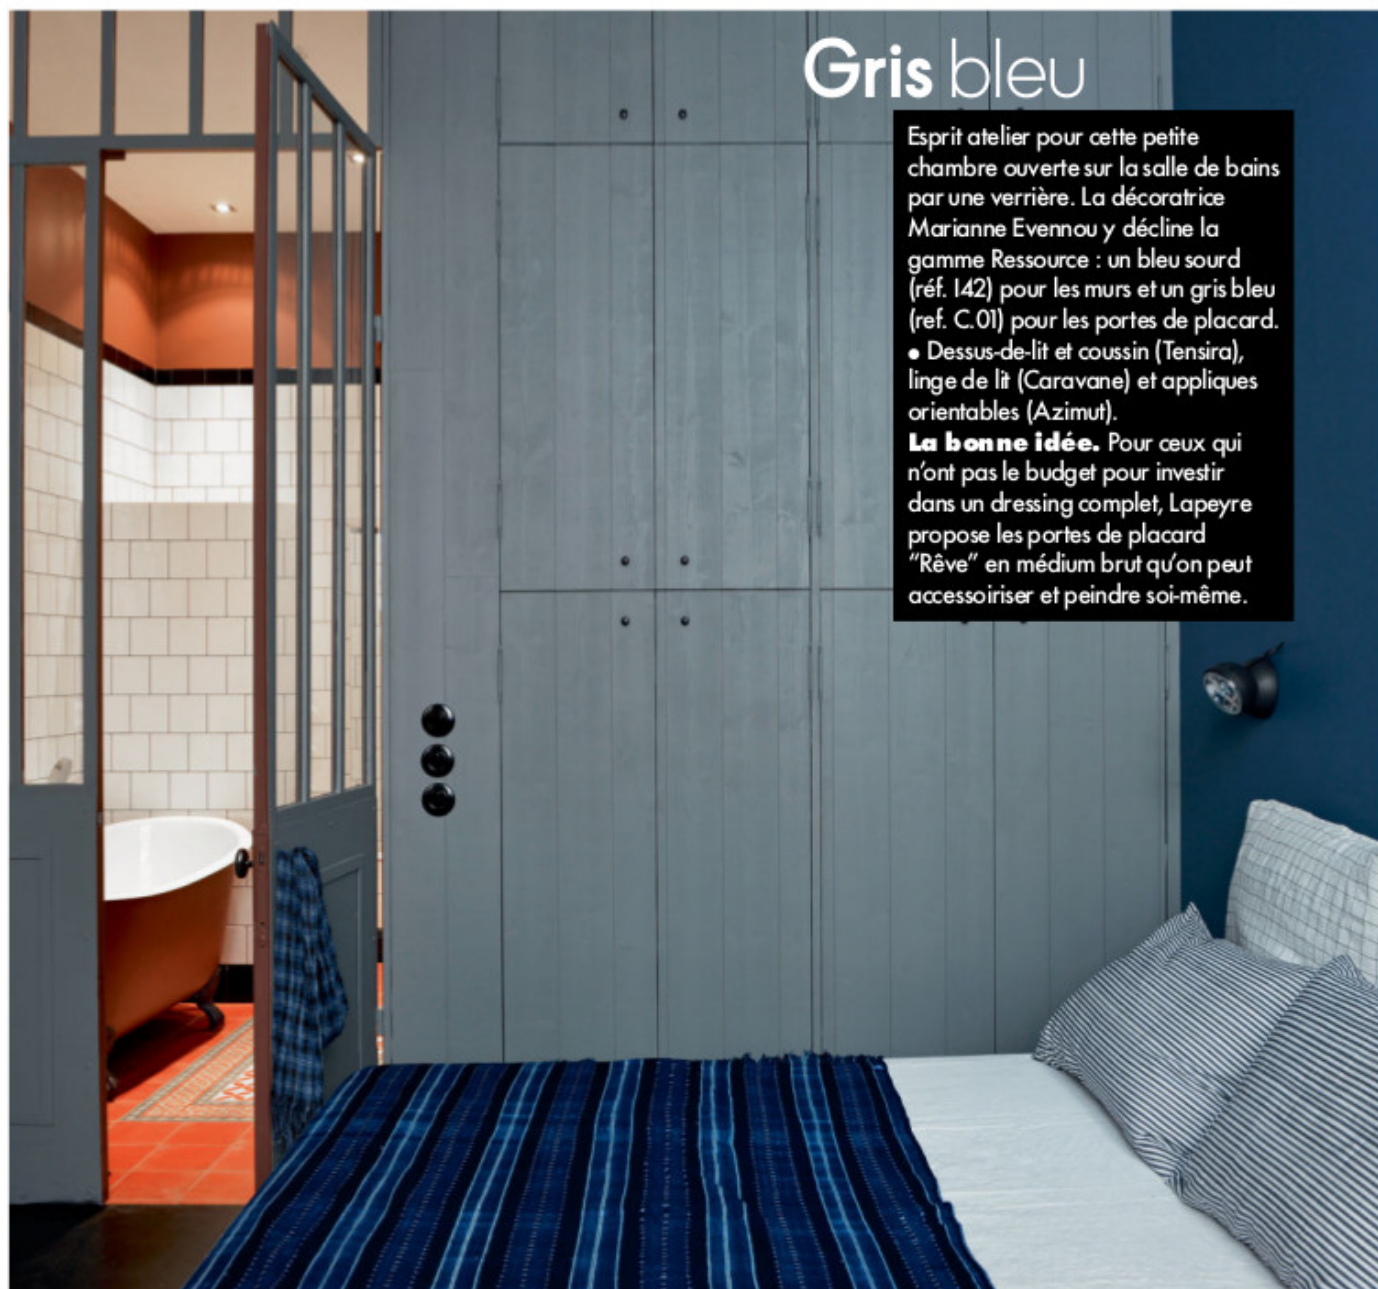 Gris bleu
Esprit atelier pour cette petite
chambre ouverte sur la salle de bains
par une verrière. La décoratrice
Marianne Evennou y décline la
gamme Ressource : un bleu sourd
(réf. I42) pour les murs et un gris bleu
(ref. C.01) pour les portes de placard.
• Dessus-de-lit et coussin (Tensira),
linge de lit (Caravane) et appliques
orientables (Azimut).
La bonne idée. Pour ceux qui
n’ont pas le budget pour investir
dans un dressing complet, Lapeyre
propose les portes de placard
“Rêve” en médium brut qu’on peut
accessoiriser et peindre soi-même.